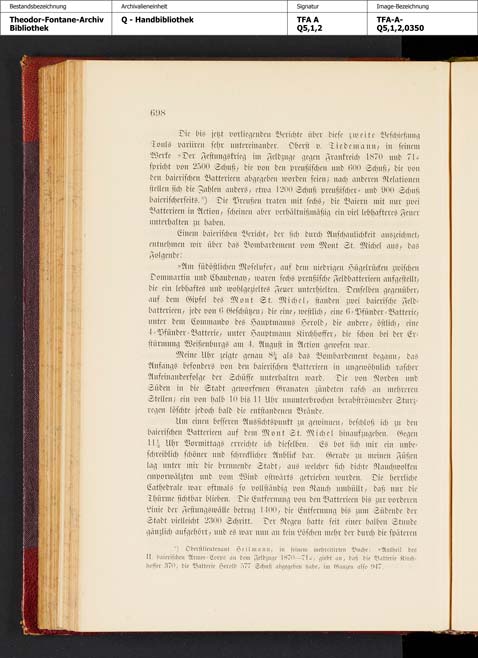 Bestandsbezeichnung
Archivalieneinheit
Signatur
Image-Bezeichnung
Theodor-Fontane-Archiv
Bibliothek
Q - Handbibliothek
TFA A
Q5,1,2
TFA-A-
Q5,1,2,0350
698
Die bis jetzt vorliegenden Berichte über diese zweite Beschießung
Touls variiren sehr untereinander. Oberst v. Tiedemann, in seinem
Werke »Der Festungskrieg im Feldzuge gegen Frankreich 1870 und 71«
spricht von 2500 Schuß, die von den preußischen und 600 Schuß, die von
den baierischen Batterieen abgegeben worden seien; nach anderen Relationen
stellen sich die Zahlen anders, etwa 1200 Schuß preußischer- und 900 Schuß
baierischerseits.*) Die Preußen traten mit sechs, die Baiern mit nur zwei
Batterieen in Action, scheinen aber verhältnißmäßig ein viel lebhafteres Feuer
unterhalten zu haben.
Einem baierischen Bericht, der sich durch Anschaulichkeit auszeichnet,
entnehmen wir über das Bombardement vom Mont St. Michel aus, das
Folgende:
»Am südöstlichen Moselufer, auf dem niedrigen Hügelrücken zwischen
Dommartin und Chaudenay, waren sechs preußische Feldbatterieen aufgestellt,
die ein lebhaftes und wohlgezieltes Feuer unterhielten. Denselben gegenüber,
auf dem Gipfel des Mont St. Michel, standen zwei baierische Feld-
batterieen, jede von 6 Geschützen; die eine, westlich, eine 6-Pfünder-Batterie,
unter dem Commando des Hauptmanns Herold, die andere, östlich, eine
4-Pfünder-Batterie, unter Hauptmann Kirchhoffer, die schon bei der Er-
stürmung Weißenburgs am 4. August in Action gewesen war.
Meine Uhr zeigte genau 8¾ als das Bombardement begann, das
Anfangs besonders von den baierischen Batterieen in ungewöhnlich rascher
Aufeinanderfolge der Schüsse unterhalten ward. Die von Norden und
Süden in die Stadt geworfenen Granaten zündeten rasch an mehreren
Stellen; ein von halb 10 bis 11 Uhr ununterbrochen herabströmender Sturz-
regen löschte jedoch bald die entstandenen Brände.
Um einen besseren Aussichtspunkt zu gewinnen, beschloß ich zu den
baierischen Batterieen auf dem Mont St. Michel hinaufzugehen. Gegen
11½ Uhr Vormittags erreichte ich dieselben. Es bot sich mir ein unbe-
schreiblich schöner und schrecklicher Anblick dar. Gerade zu meinen Füßen
lag unter mir die brennende Stadt, aus welcher sich dichte Rauchwolken
emporwälzten und vom Wind ostwärts getrieben wurden. Die herrliche
Cathedrale war oftmals so vollständig von Rauch umhüllt, daß nur die
Thürme sichtbar blieben. Die Entfernung von den Batterieen bis zur vorderen
Linie der Festungswälle betrug 1400, die Entfernung bis zum Südende der
Stadt vielleicht 2300 Schritt. Der Regen hatte seit einer halben Stunde
gänzlich aufgehört, und es war nun an kein Löschen mehr der durch die späteren
*) Oberstlieutenant Heilmann, in seinem mehrcitirten Buche: »Antheil des
II. baierischen Armee-Corps an dem Feldzuge 1870—71«, giebt an, daß die Batterie Kirch-
hoffer 370, die Batterie Herold 577 Schuß abgegeben habe, im Ganzen also 947.